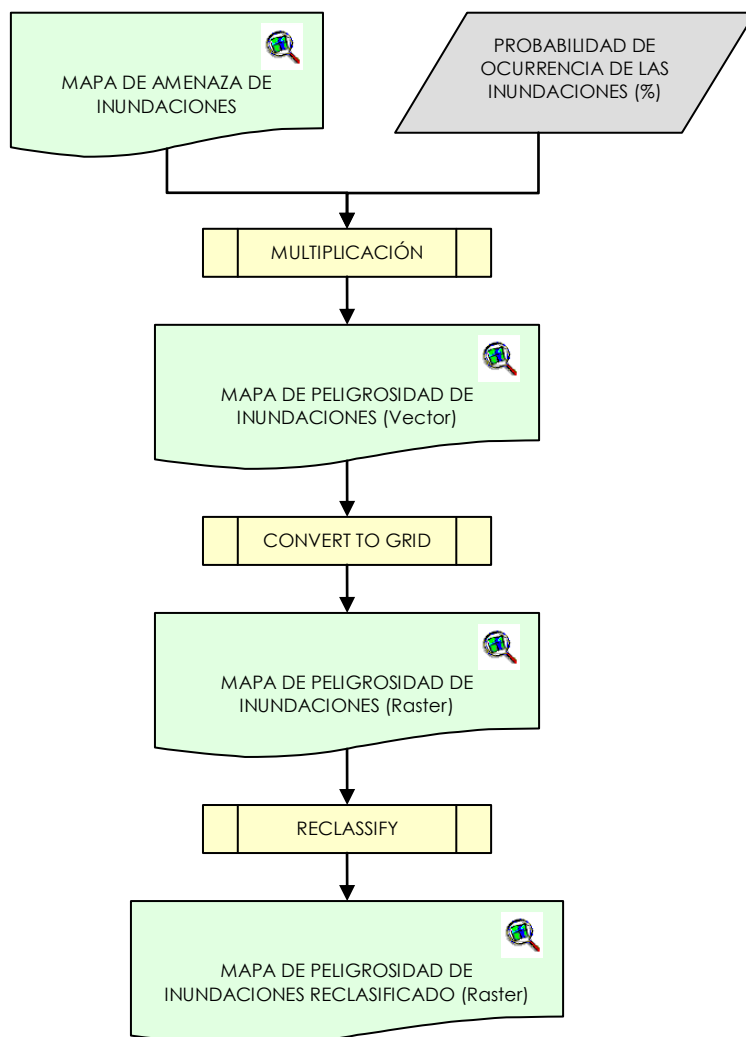 MAPA DE AMENAZA DE
INUNDACIONES
PROBABILIDAD DE
OCURRENCIA DE LAS
INUNDACIONES (%)
MULTIPLICACIÓN
MAPA DE PELIGROSIDAD DE
INUNDACIONES (Vector)
CONVERT TO GRID
MAPA DE PELIGROSIDAD DE
INUNDACIONES (Raster)
RECLASSIFY
MAPA DE PELIGROSIDAD DE
INUNDACIONES RECLASIFICADO (Raster)